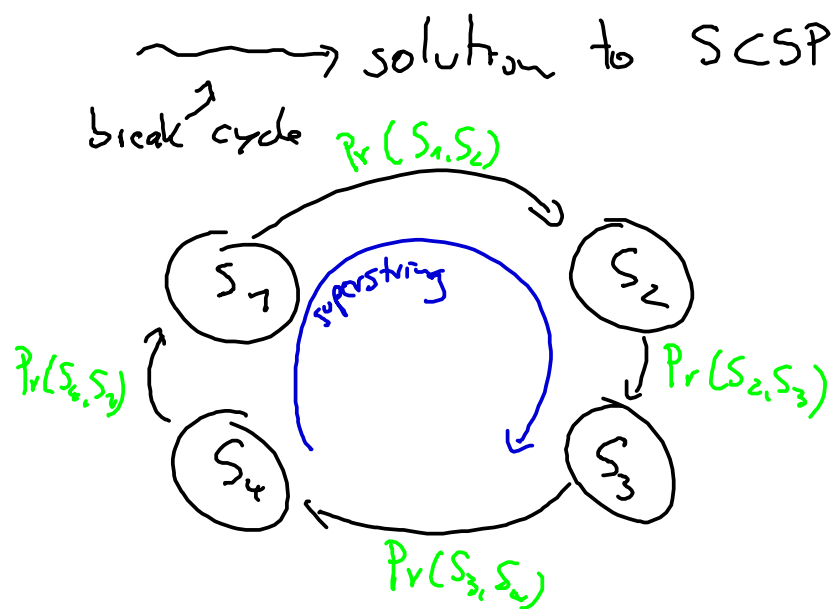 solution to SCSP
break cycle
Pr(S1,S2)
S1
S2
superstring
Pr(S4,S1)
Pr(S2,S3)
S4
S3
Pr(S3,S4)